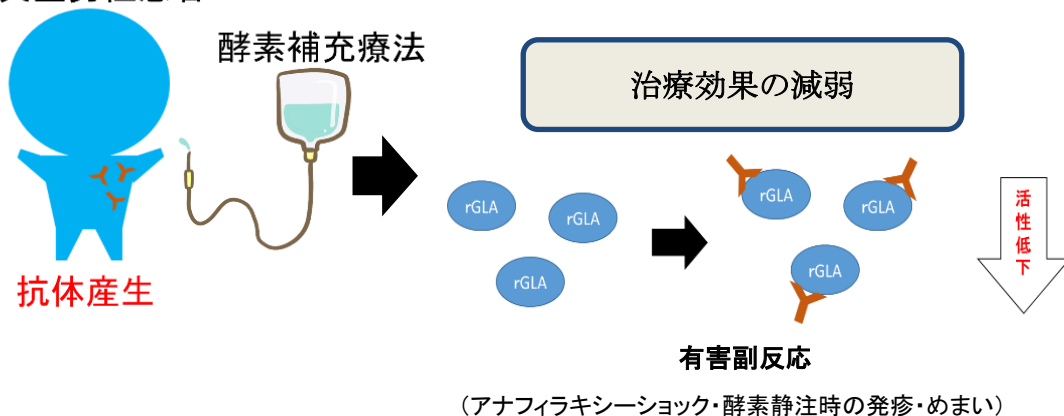 酵素補充療法
治療効果の減弱
抗体産生
rGLA
rGLA
rGLA
rGLA
rGLA
rGLA
活性低下
有害副反応
（アナフィラキシーショック・酵素静注時の発疹・めまい）